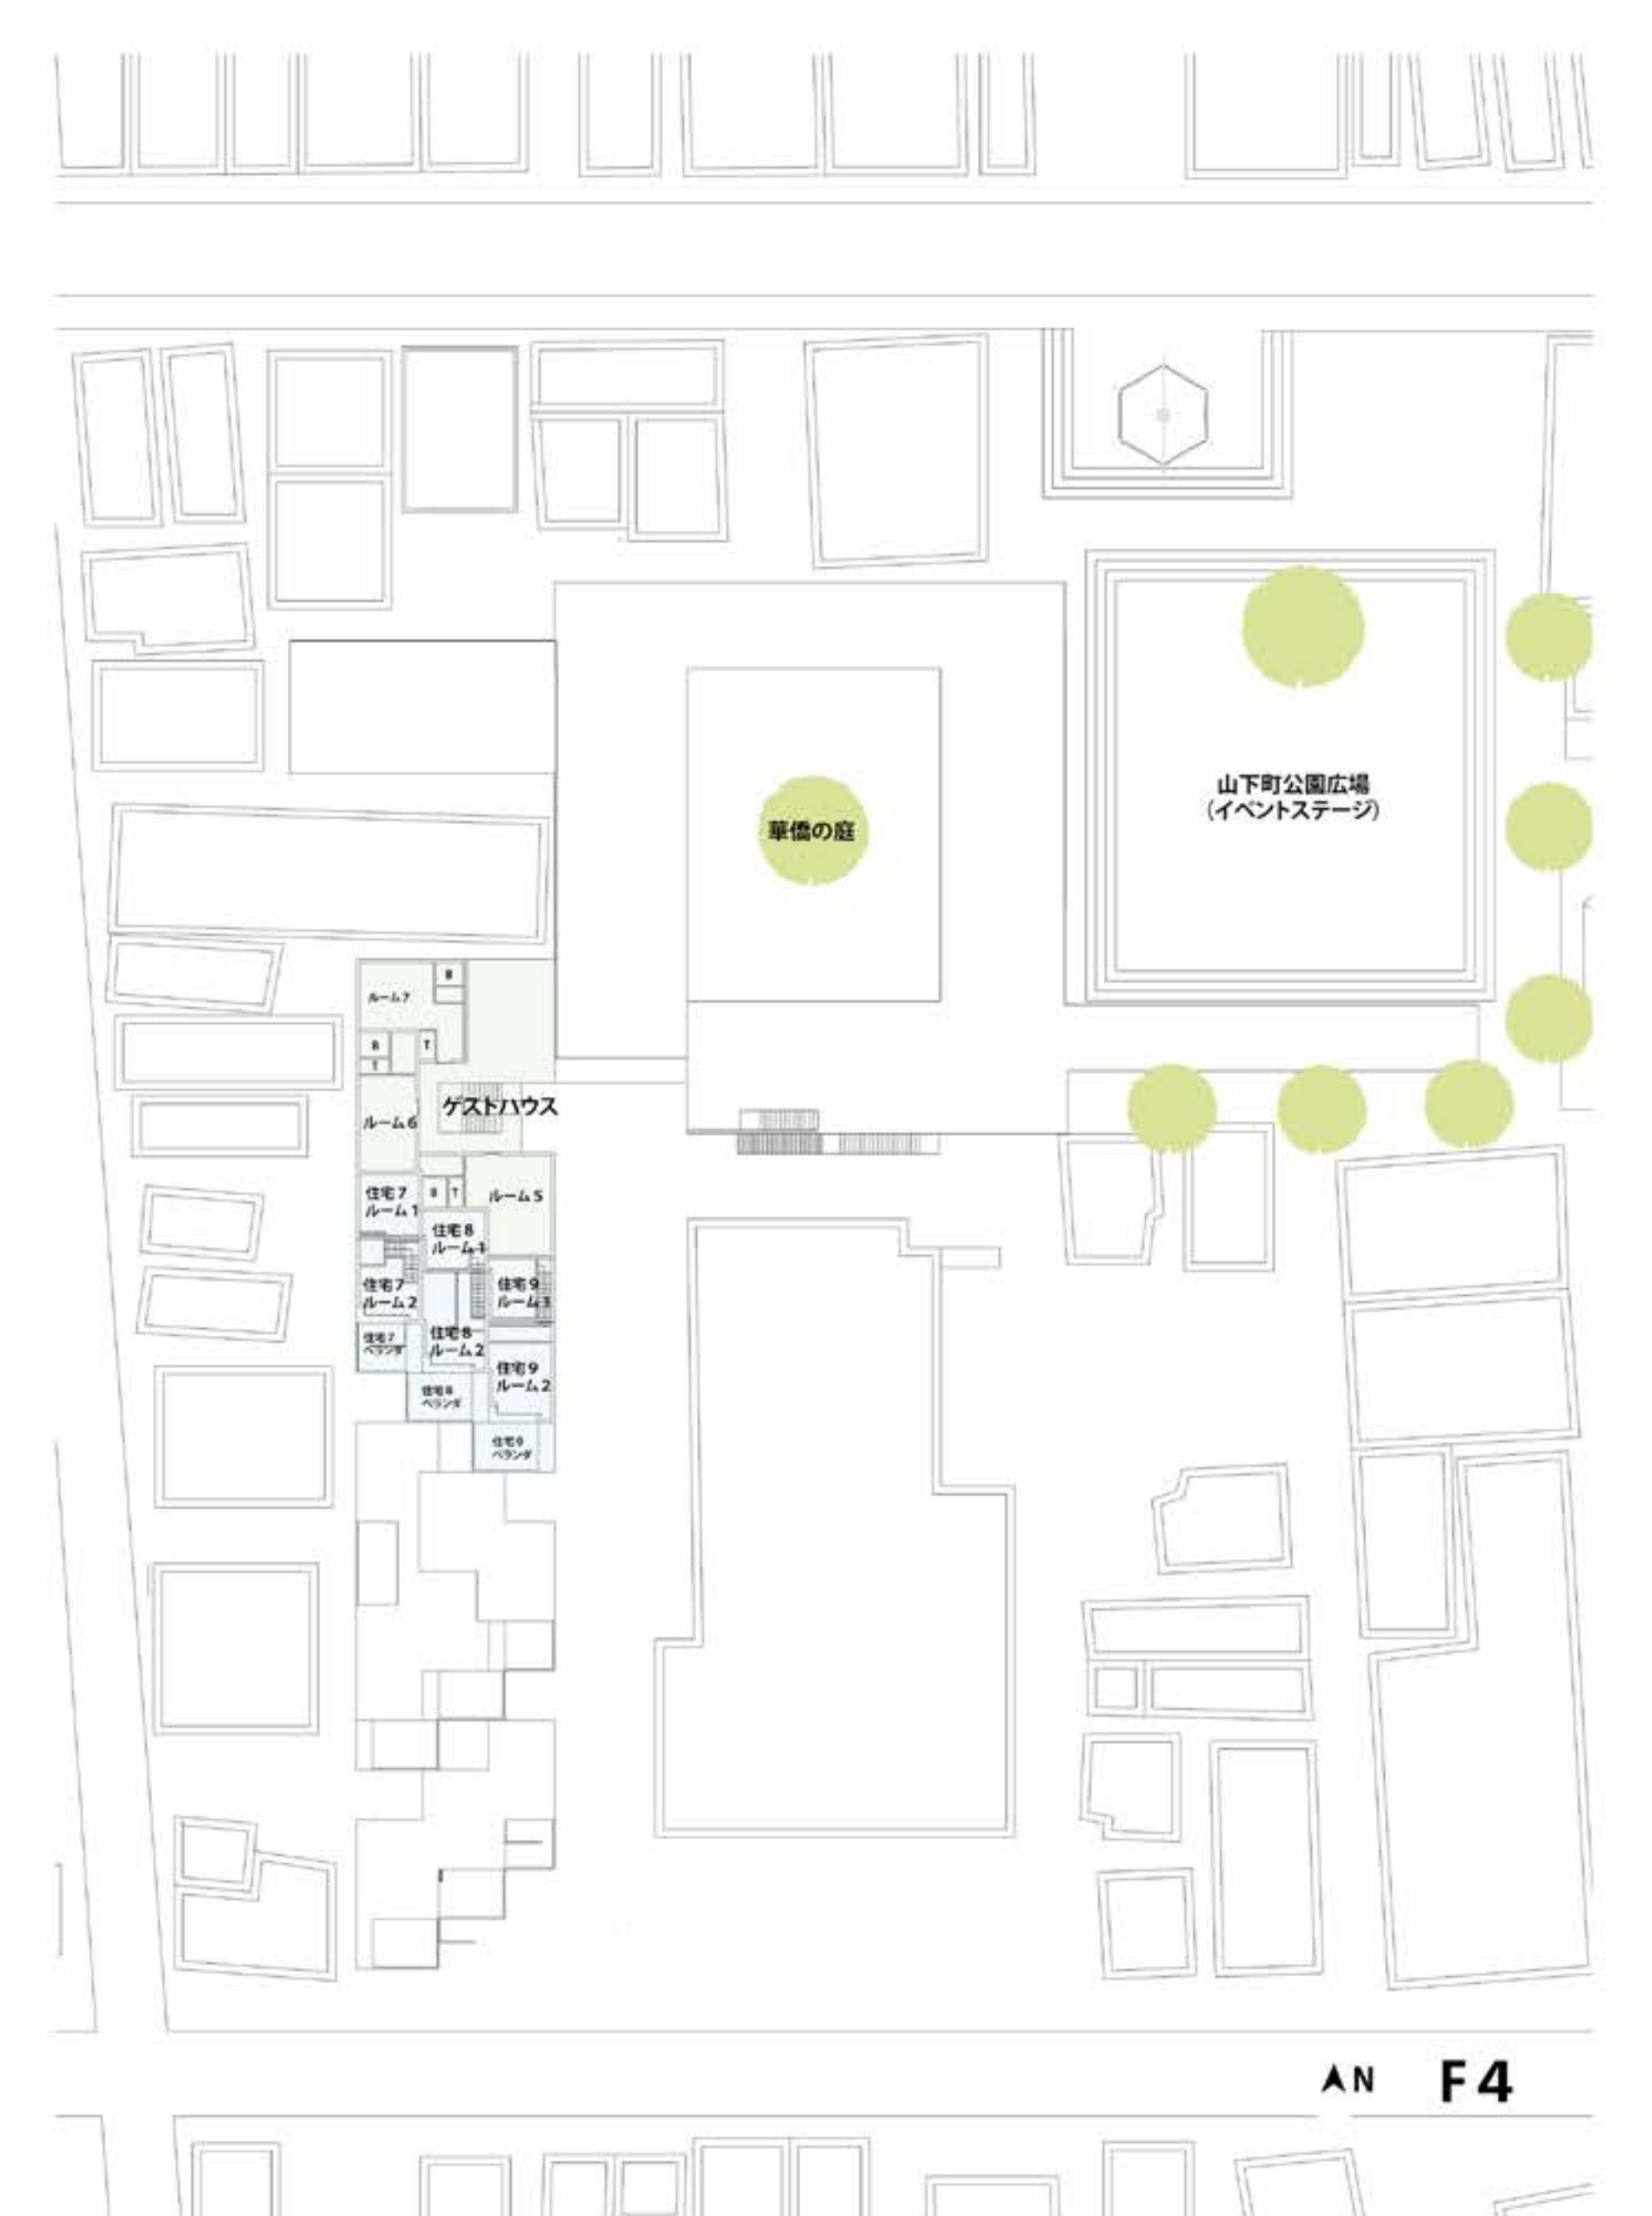 山下町公園広場
(イベントステージ)
華僑の庭
B
ルーム7
B
T
T
ゲストハウス
ルーム6
住宅7
ルーム1
B
T
ルーム5
住宅8
ルーム1
住宅7
ルーム2
住宅9
ルーム
住宅7
ベランダ
住宅8
ルーム2
住宅9
ルーム2
住宅8
ベランダ
住宅9
ベランダ
N
F4